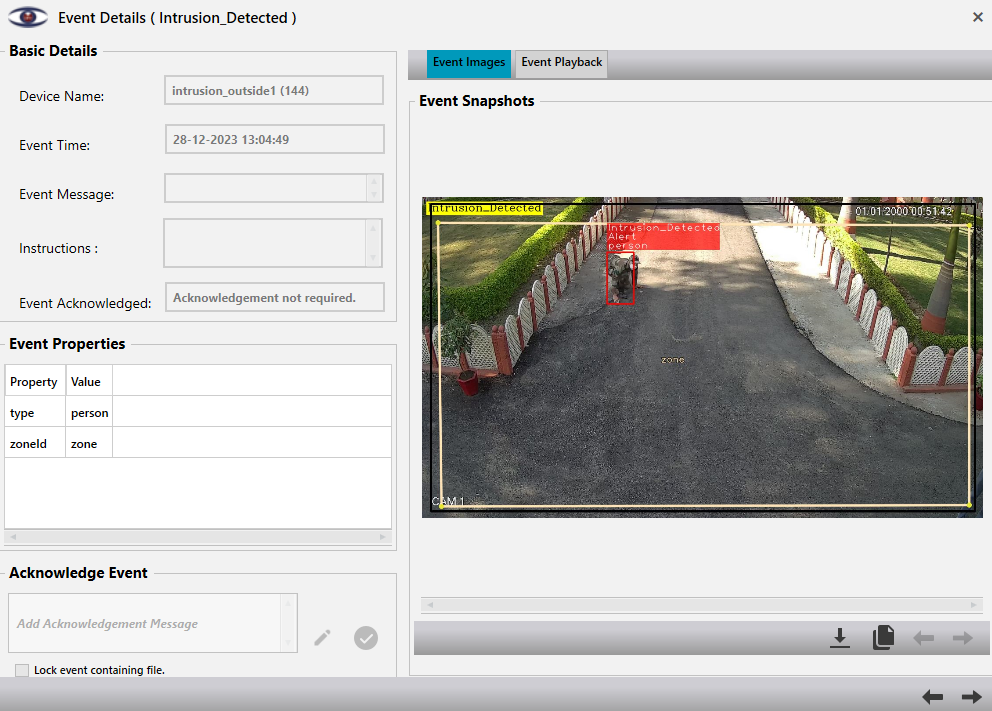 Event Details ( Intrusion_Detected )
Basic Details
Device Name:
intrusion_outside1 (144)
Event Time:
28-12-2023 13:04:49
Event Message:
Instructions :
Event Acknowledged:
Acknowledgement not required.
Event Properties
Property Value
type person
zoneId zone
Acknowledge Event
Add Acknowledgement Message
Lock event containing file.
Event Images Event Playback
Event Snapshots
Intrusion_Detected
01.01.2000 00:51:42
Intrusion_Detected
Alert
person
zone
CAM 1